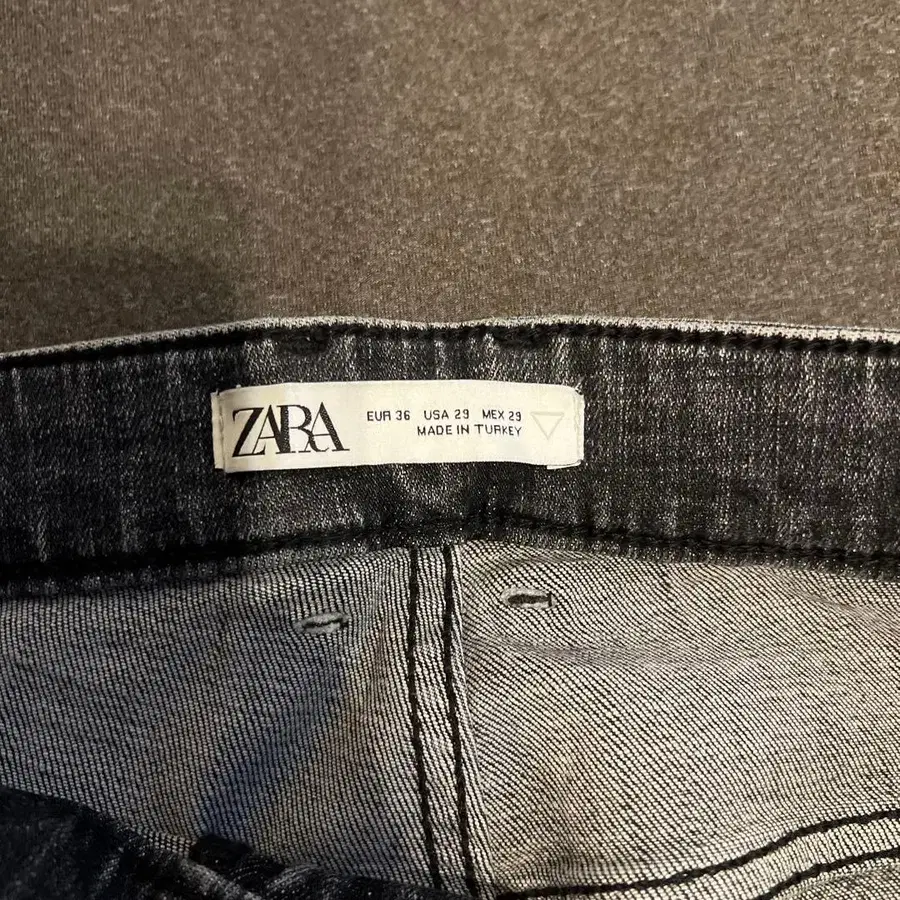 ZARA
EUR 36 USA 29 MEX 29
MADE IN TURKEY